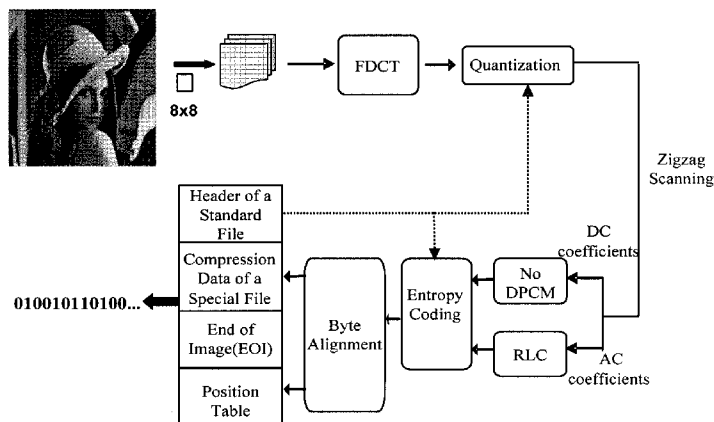 FDCT
Quantization
8x8
Zigzag
Scanning
Header of a
Standard
File
DC
coefficients
Compression
Data of a
Special File
No
DPCM
Entropy
Coding
010010110100...
Byte
Alignment
End of
Image(EOI)
RLC
AC
coefficients
Position
Table